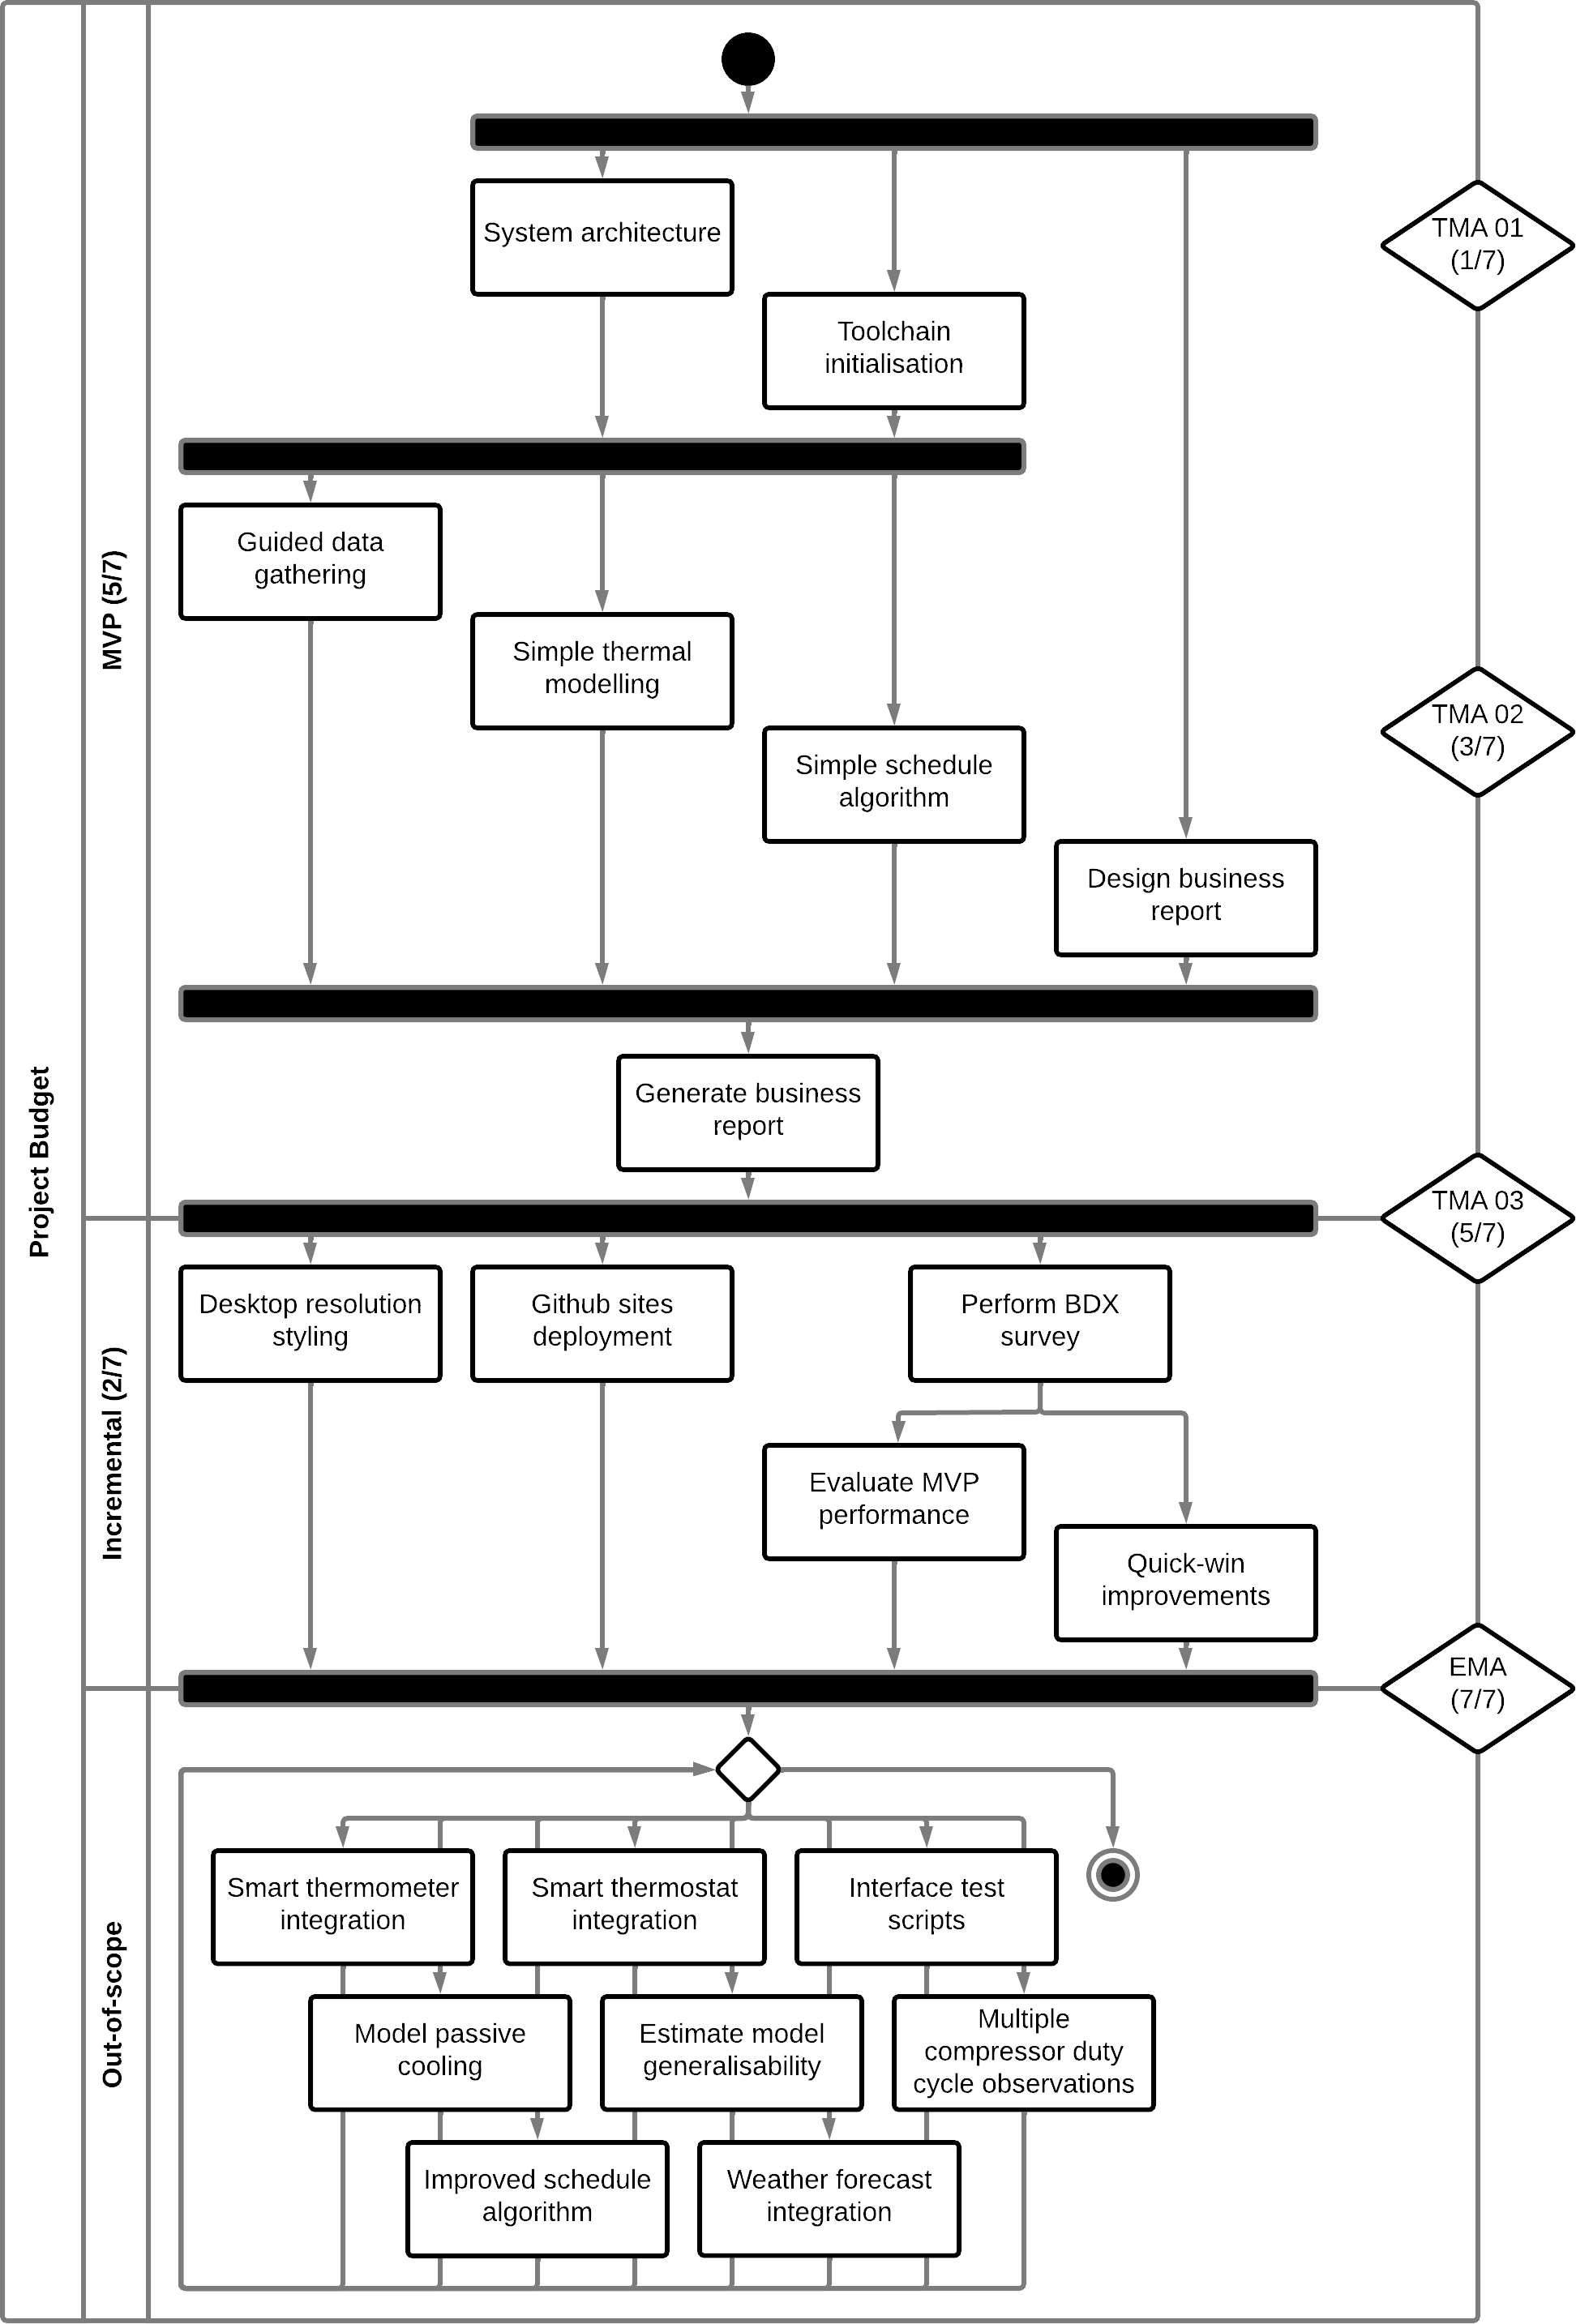 Project Budget
MVP (5/7)
System architecture
TMA 01
(1/7)
Toolchain
initialisation
Guided data
gathering
Simple thermal
modelling
TMA 02
(3/7)
Simple schedule
algorithm
Design business
report
Generate business
report
TMA 03
(5/7)
Incremental (2/7)
Desktop resolution
styling
Github sites
deployment
Perform BDX
survey
Evaluate MVP
performance
Quick-win
improvements
EMA
(7/7)
Out-of-scope
Smart thermometer
integration
Smart thermostat
integration
Interface test
scripts
Model passive
cooling
Estimate model
generalisability
Multiple
compressor duty
cycle observations
Improved schedule
algorithm
Weather forecast
integration